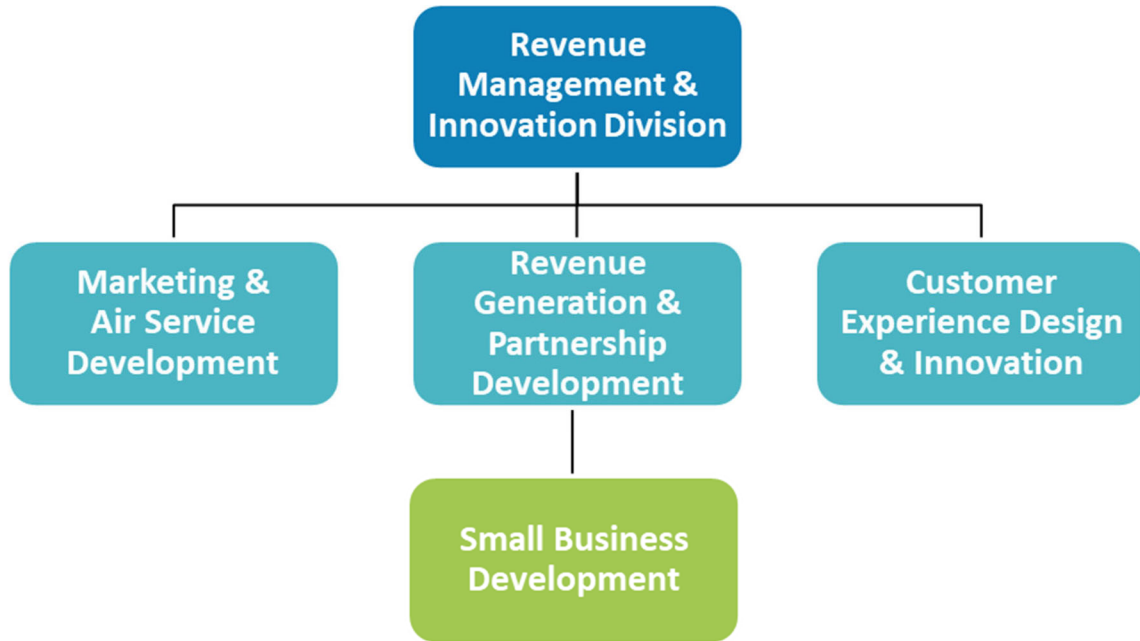 Revenue
Management &
Innovation Division
Marketing &
Air Service
Development
Revenue
Generation &
Partnership
Development
Customer
Experience Design
& Innovation
Small Business
Development